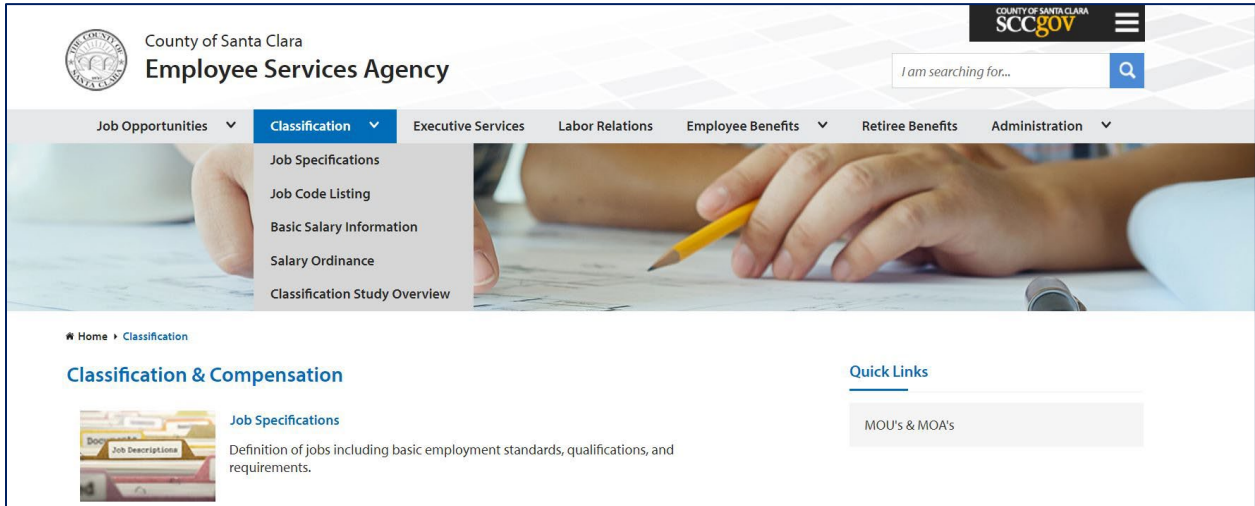 COUNTY OF SANTA CLARA
SCCgov
County of Santa Clara
Employee Services Agency
I am searching for...
Job Opportunities Classification Executive Services Labor Relations Employee Benefits Retiree Benefits Administration
Job Specifications
Job Code Listing
Basic Salary Information
Salary Ordinance
Classification Study Overview
Home Classification
Classification & Compensation
Job Specifications
Definition of jobs including basic employment standards, qualifications, and
requirements.
Job Descriptions
Quick Links
MOU's & MOA's